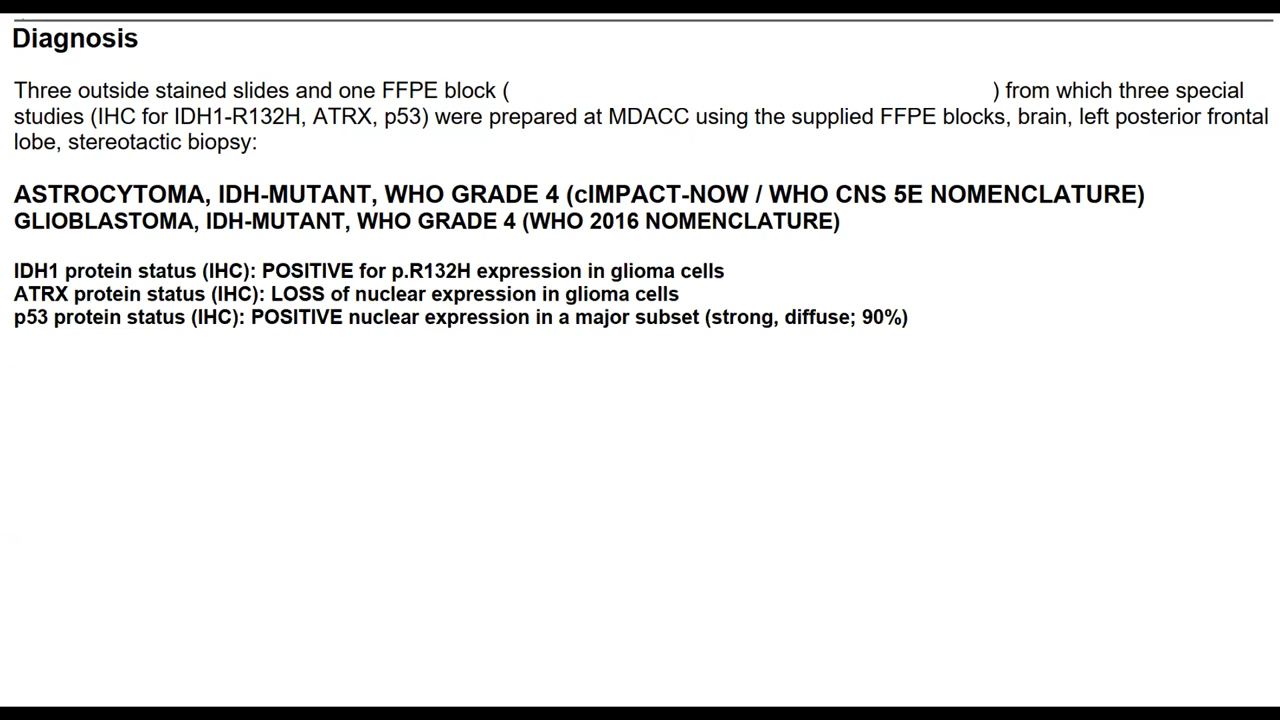 Diagnosis
Three outside stained slides and one FFPE block ( ) from which three special
studies (IHC for IDH1-R132H, ATRX, p53) were prepared at MDACC using the supplied FFPE blocks, brain, left posterior frontal
lobe, stereotactic biopsy:
ASTROCYTOMA, IDH-MUTANT, WHO GRADE 4 (cIMPACT-NOW / WHO CNS 5E NOMENCLATURE)
GLIOBLASTOMA, IDH-MUTANT, WHO GRADE 4 (WHO 2016 NOMENCLATURE)
IDH1 protein status (IHC): POSITIVE for p.R132H expression in glioma cells
ATRX protein status (IHC): LOSS of nuclear expression in glioma cells
p53 protein status (IHC): POSITIVE nuclear expression in a major subset (strong, diffuse; 90%)